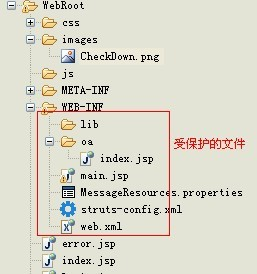 WebRoot
css
images
CheckDown.png
js
META-INF
WEB-INF
lib
oa
受保护的文件
index.jsp
main.jsp
MessageResources.properties
struts-config.xml
web.xml
error.jsp
index.jsp